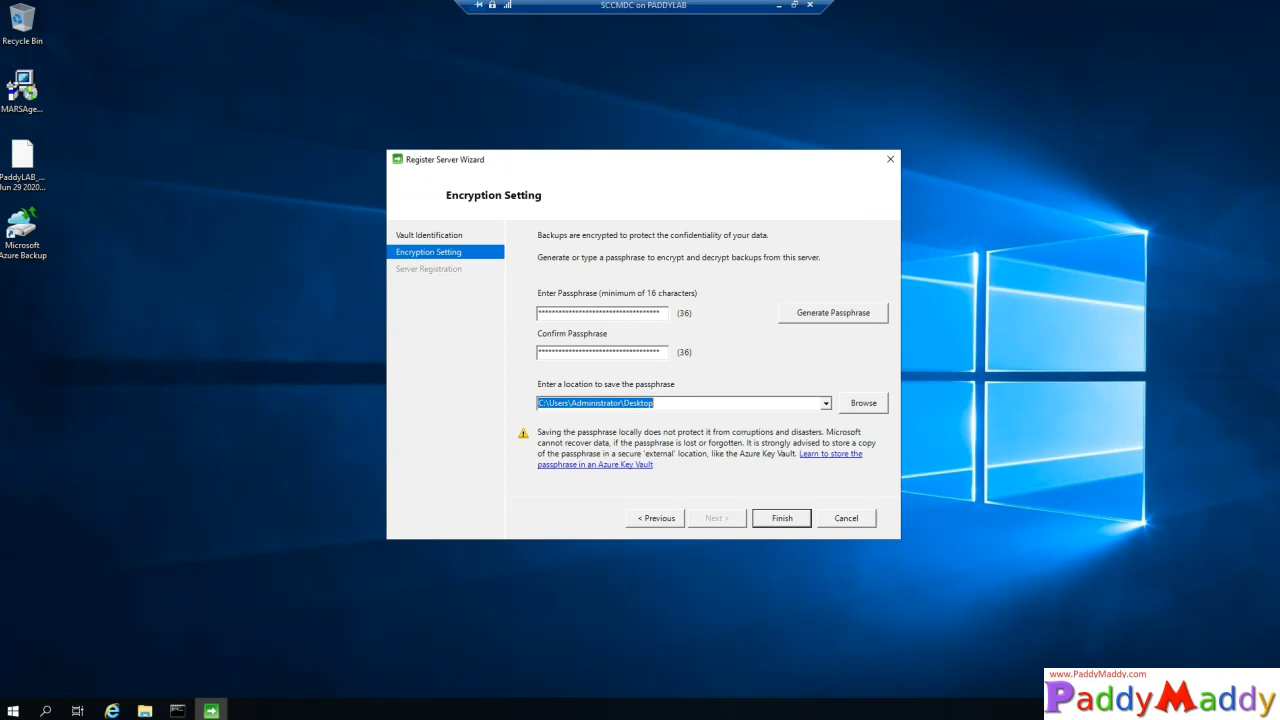 SCCMDC on PADDYLAB
Recycle Bin
MARSAge...
PaddyLAB_...
Jun 29 2020...
Microsoft
Azure Backup
Register Server Wizard
Encryption Setting
Vault Identification
Encryption Setting
Server Registration
Backups are encrypted to protect the confidentiality of your data.
Generate or type a passphrase to encrypt and decrypt backups from this server.
Enter Passphrase (minimum of 16 characters)
************************************ (36)
Generate Passphrase
Confirm Passphrase
************************************ (36)
Enter a location to save the passphrase
C:\Users\Administrator\Desktop
Browse
Saving the passphrase locally does not protect it from corruptions and disasters. Microsoft
cannot recover data, if the passphrase is lost or forgotten. It is strongly advised to store a copy
of the passphrase in a secure 'external' location, like the Azure Key Vault. Learn to store the
passphrase in an Azure Key Vault
< Previous
Next >
Finish
Cancel
www.PaddyMaddy.com
PaddyMaddy